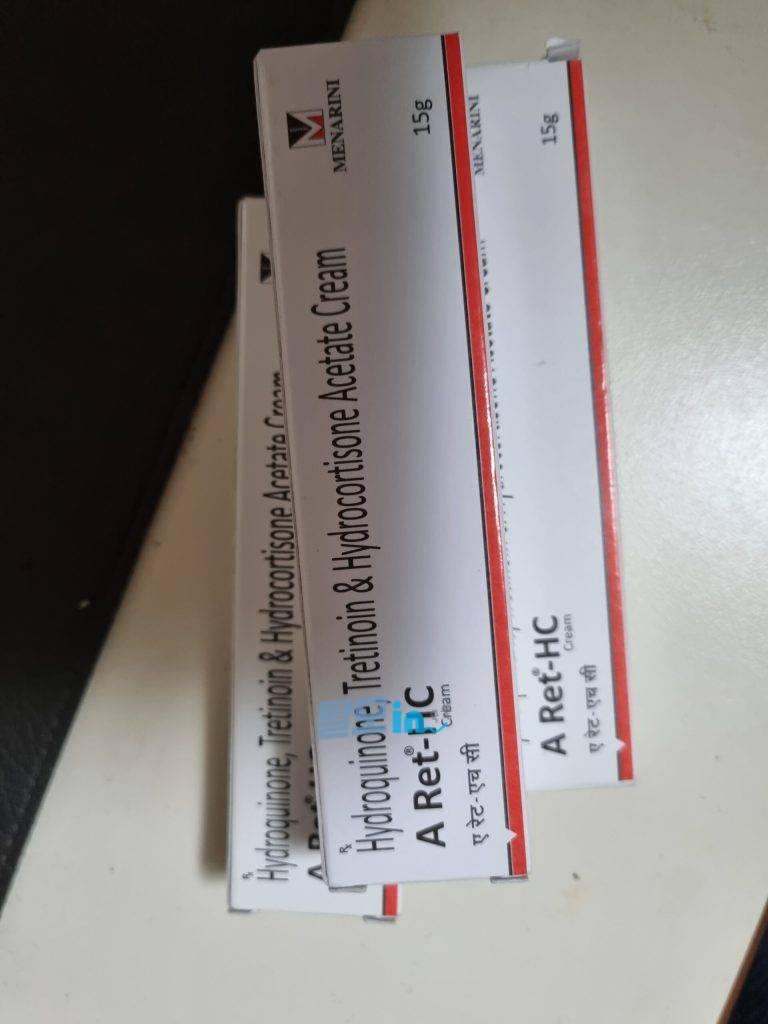 Rx
Hydroquinone, Tretinoin & Hydrocortisone Acetate Cream
Rx
Hydroquinone, Tretinoin & Hydrocortisone Acetate Cream
A Ret®-HC
Cream
ए रेट-एच सी
MENARINI
15g
A Ret®-HC
Cream
ए रेट-एच सी
MENARINI
15g